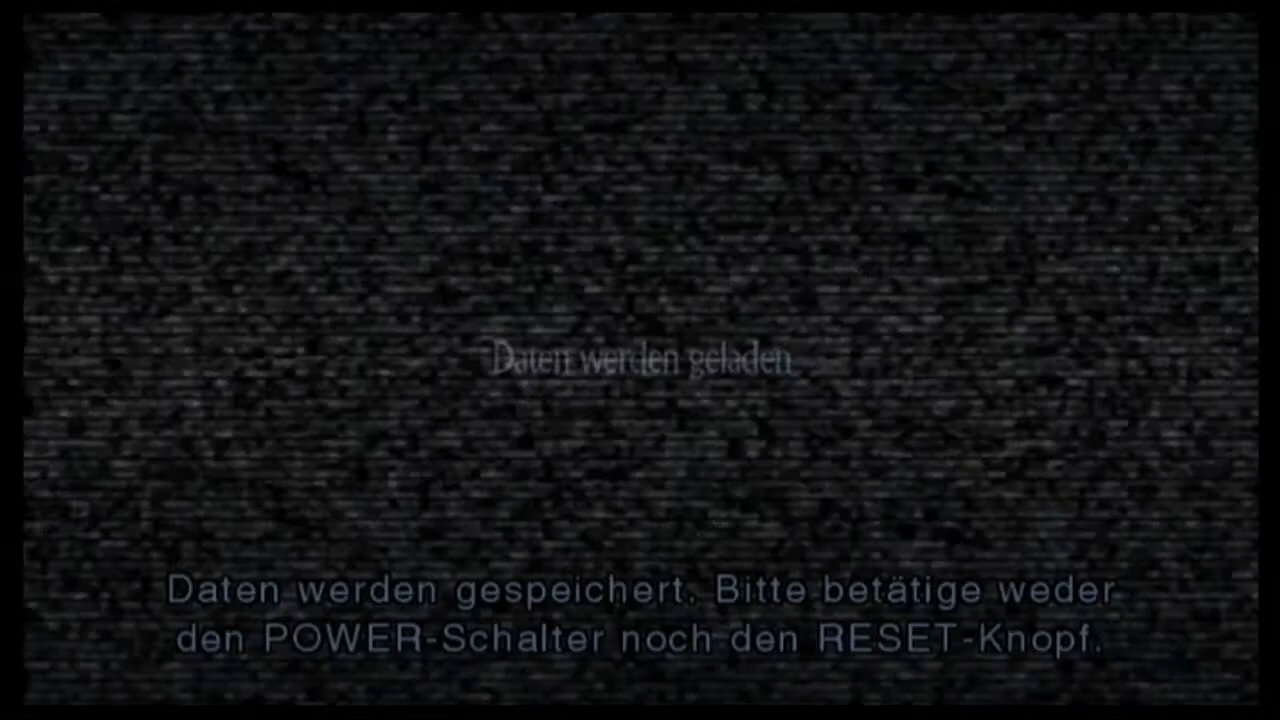 Daten werden geladen
Daten werden gespeichert. Bitte betätige weder
den POWER-Schalter noch den RESET-Knopf.